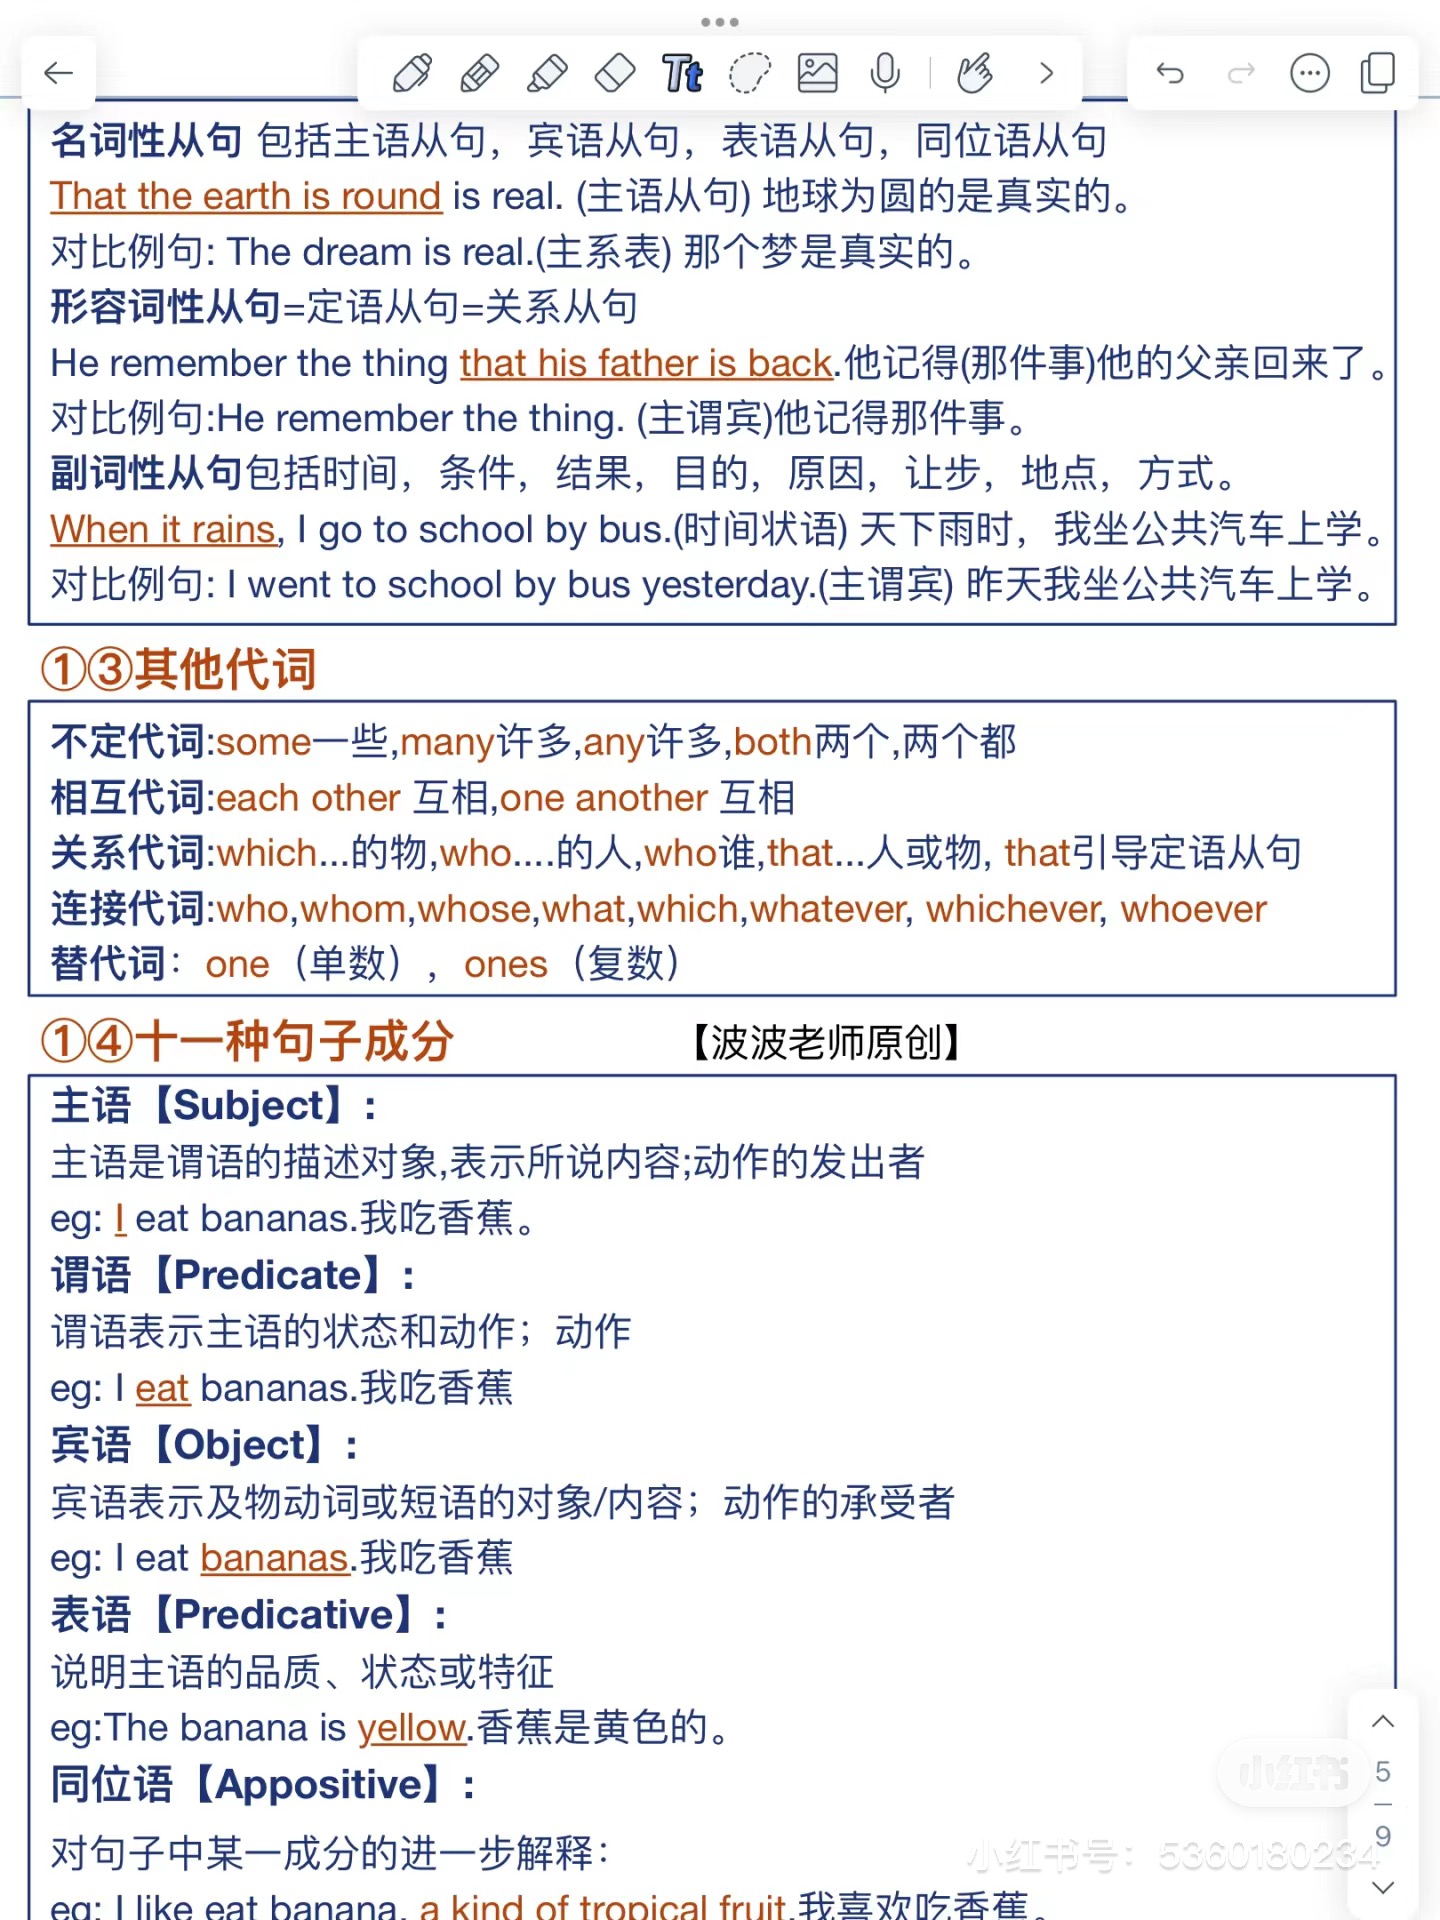 Tt
名词性从句 包括主语从句，宾语从句，表语从句，同位语从句
That the earth is round is real. (主语从句) 地球为圆的是真实的。
对比例句: The dream is real.(主系表) 那个梦是真实的。
形容词性从句=定语从句=关系从句
He remember the thing that his father is back.他记得(那件事)他的父亲回来了。
对比例句:He remember the thing. (主谓宾)他记得那件事。
副词性从句包括时间，条件，结果，目的，原因，让步，地点，方式。
When it rains, I go to school by bus.(时间状语) 天下雨时，我坐公共汽车上学。
对比例句: I went to school by bus yesterday.(主谓宾) 昨天我坐公共汽车上学。
①③其他代词
不定代词:some一些,many许多,any许多,both两个,两个都
相互代词:each other 互相,one another 互相
关系代词:which...的物,who....的人,who谁,that...人或物, that引导定语从句
连接代词:who,whom,whose,what,which,whatever, whichever, whoever
替代词：one（单数），ones（复数）
①④十一种句子成分 【波波老师原创】
主语【Subject】:
主语是谓语的描述对象,表示所说内容;动作的发出者
eg: I eat bananas.我吃香蕉。
谓语【Predicate】:
谓语表示主语的状态和动作；动作
eg: I eat bananas.我吃香蕉
宾语【Object】:
宾语表示及物动词或短语的对象/内容；动作的承受者
eg: I eat bananas.我吃香蕉
表语【Predicative】:
说明主语的品质、状态或特征
eg:The banana is yellow.香蕉是黄色的。
同位语【Appositive】:
对句子中某一成分的进一步解释：
eg: I like eat banana, a kind of tropical fruit.我喜欢吃香蕉。
小红书
5
9
小红书号：5360180234